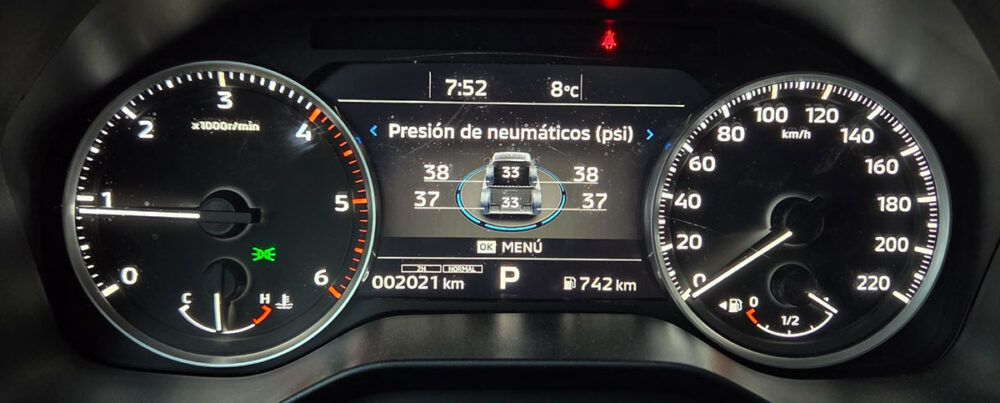 7:52 8°C
Presión de neumáticos (psi)
38 33 38
37 33 37
OK MENÚ
2H NORMAL
002021 km P 742 km
x1000r/min
0
1
2
3
4
5
6
C H
km/h
0
20
40
60
80
100
120
140
160
180
200
220
0 1/2